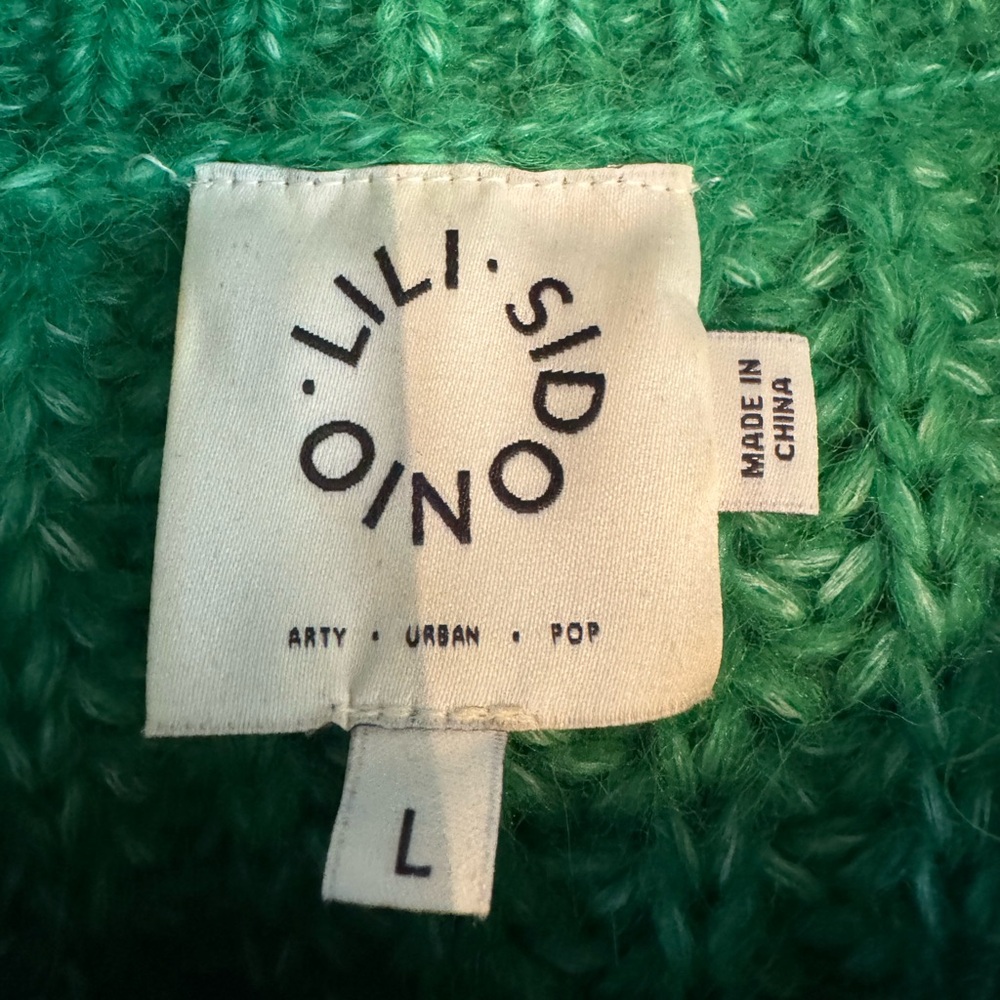 LILI · SIDONIO ·
ARTY · URBAN · POP
MADE IN
CHINA
L